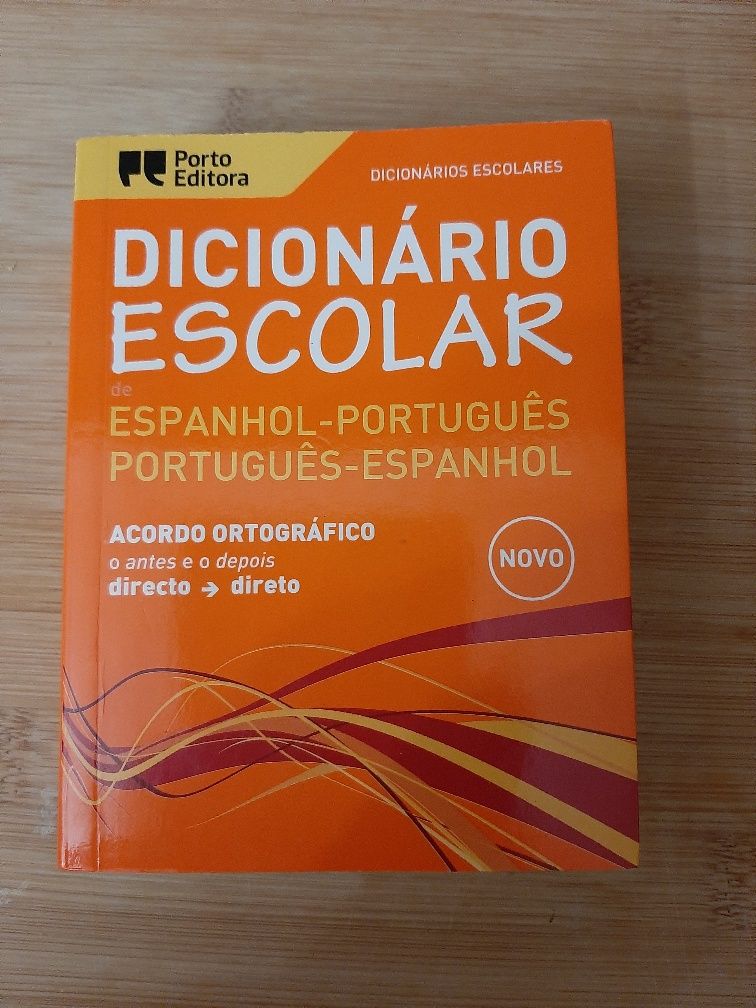 Porto
Editora
DICIONÁRIOS ESCOLARES
DICIONÁRIO
ESCOLAR
de
ESPANHOL-PORTUGUÊS
PORTUGUÊS-ESPANHOL
ACORDO ORTOGRÁFICO
o antes e o depois
directo → direto
NOVO